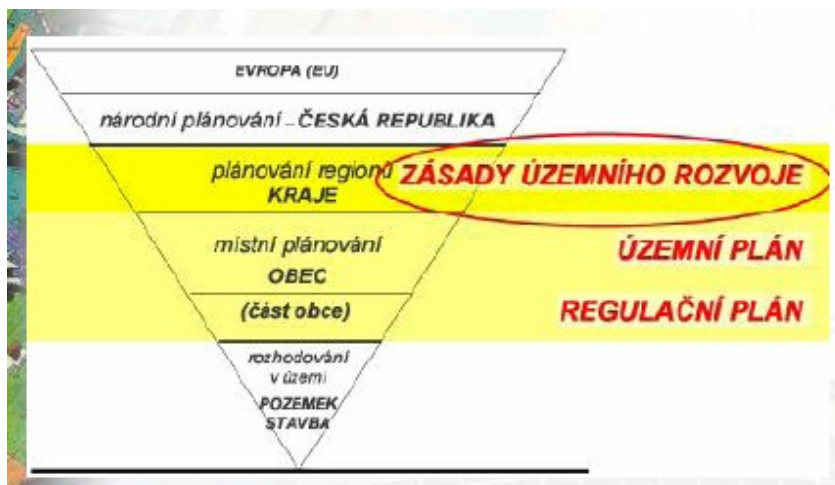 EVROPA (EU)
národní plánování – ČESKÁ REPUBLIKA
plánování regionů ZÁSADY ÚZEMNÍHO ROZVOJE
KRAJE
místní plánování ÚZEMNÍ PLÁN
OBEC
(část obce) REGULAČNÍ PLÁN
rozhodování
v území
POZEMEK
STAVBA